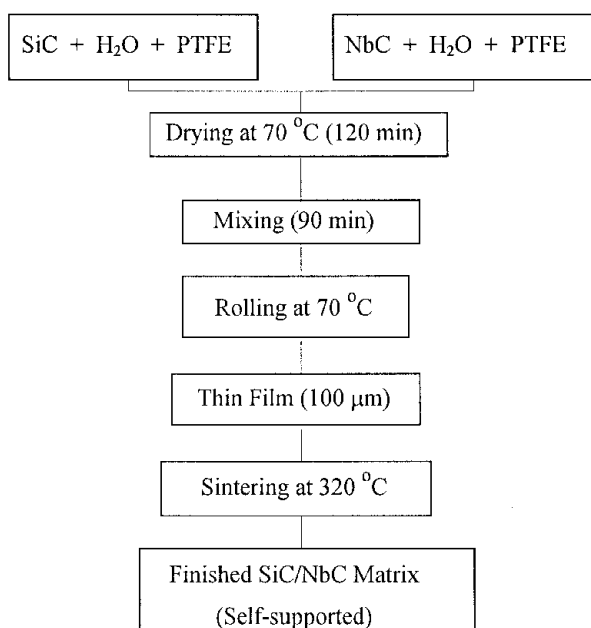 SiC + H₂O + PTFE
NbC + H₂O + PTFE
Drying at 70 °C (120 min)
Mixing (90 min)
Rolling at 70 °C
Thin Film (100 μm)
Sintering at 320 °C
Finished SiC/NbC Matrix
(Self-supported)